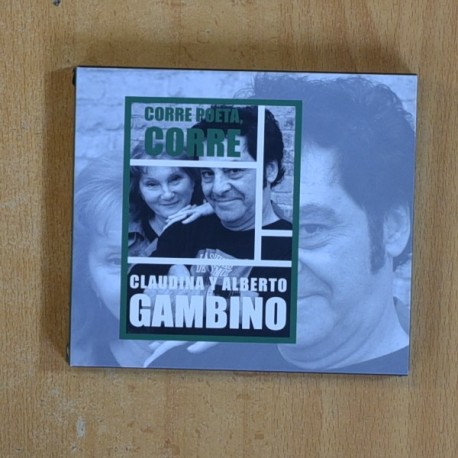 CORRE POETA,
CORRE
CLAUDINA Y ALBERTO
GAMBINO